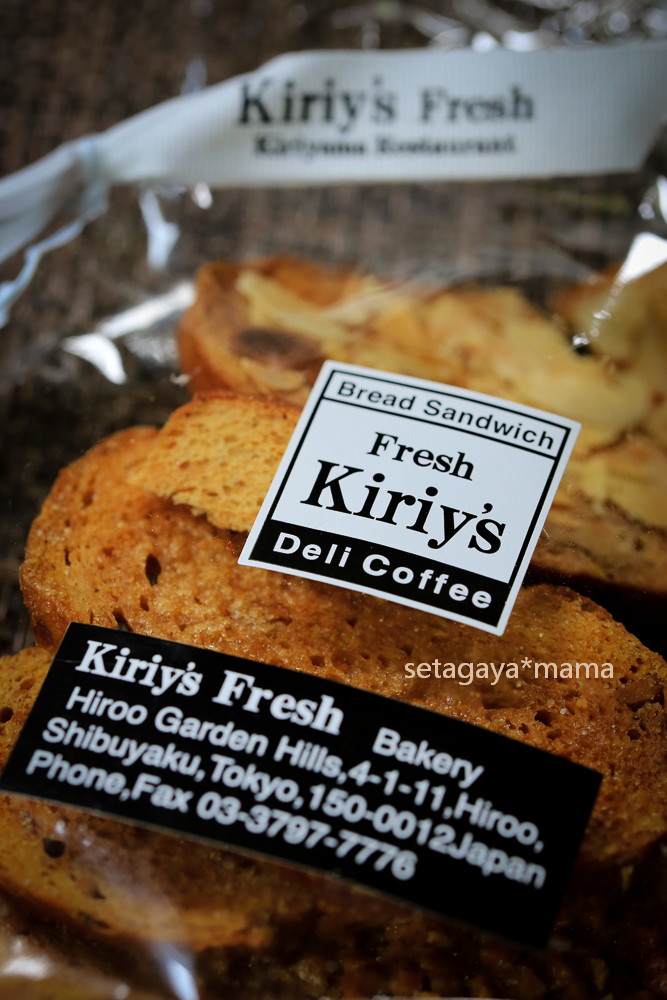 Kiriy's Fresh
Kiriyama Restaurant
Bread Sandwich
Fresh
Kiriy's
Deli Coffee
setagaya*mama
Kiriy's Fresh Bakery
Hiroo Garden Hills,4-1-11,Hiroo,
Shibuyaku,Tokyo,150-0012Japan
Phone,Fax 03-3797-7776